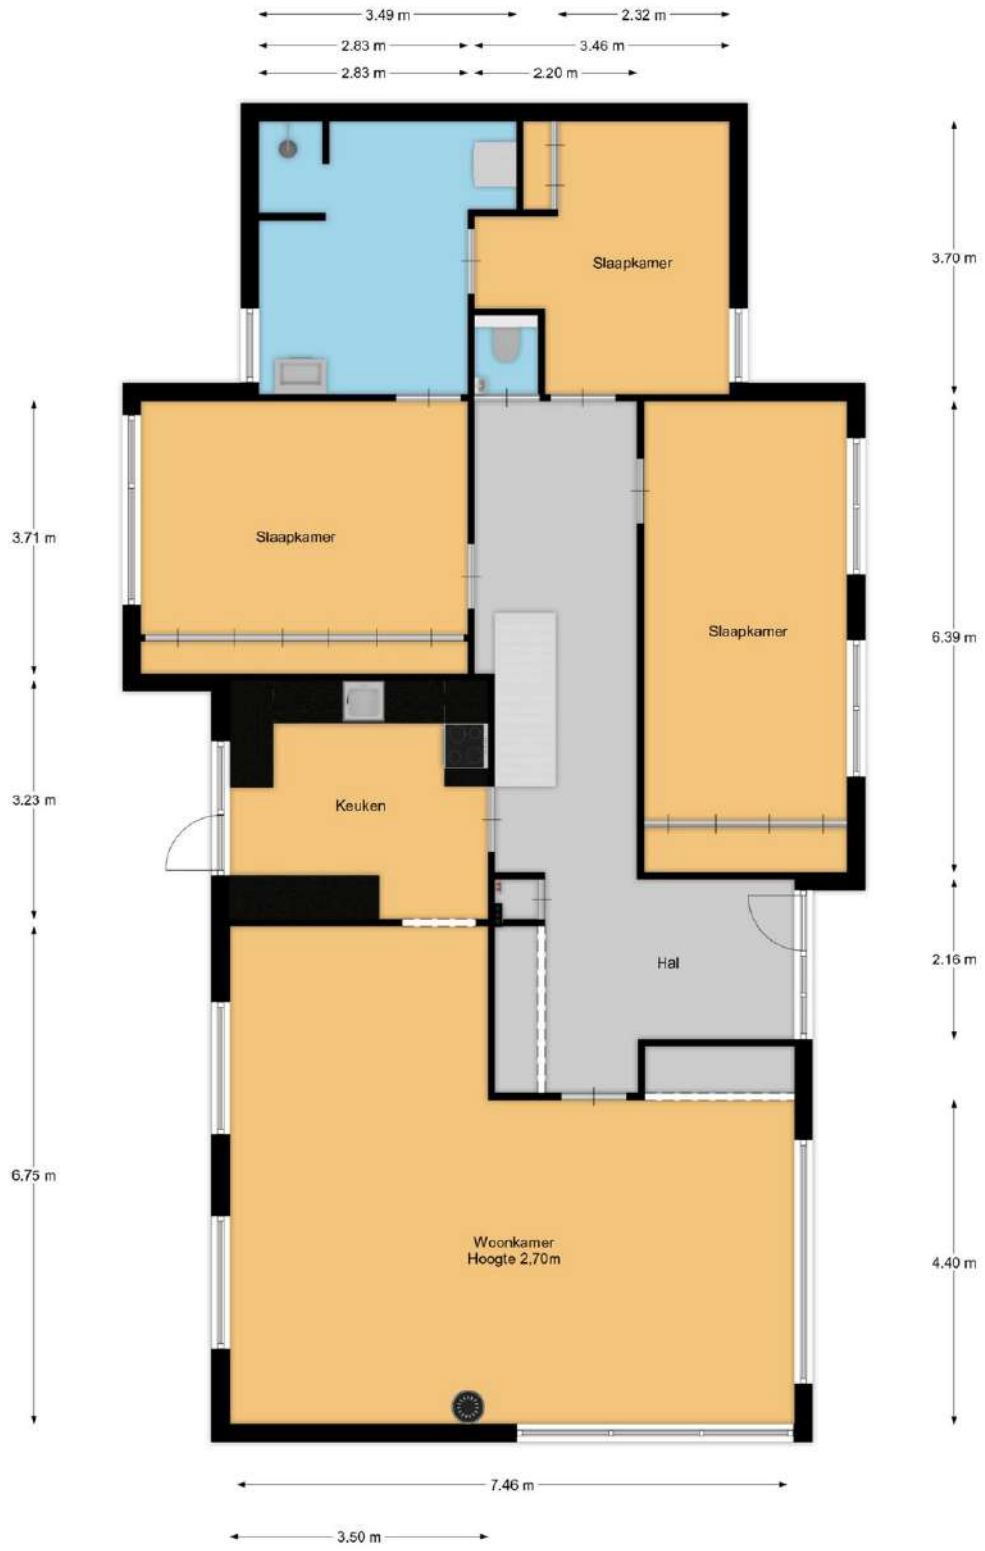 3.49 m
2.32 m
2.83 m
3.46 m
2.83 m
2.20 m
3.70 m
Slaapkamer
3.71 m
Slaapkamer
Slaapkamer
6.39 m
3.23 m
Keuken
Hal
2.16 m
6.75 m
Woonkamer
Hoogte 2,70m
4.40 m
7.46 m
3.50 m